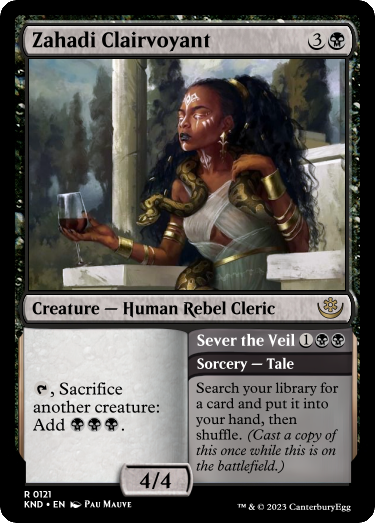 Zahadi Clairvoyant 3
Creature — Human Rebel Cleric
Sever the Veil 1
Sorcery — Tale
, Sacrifice
another creature:
Add .
Search your library for
a card and put it into
your hand, then
shuffle. (Cast a copy of
this once while this is
on the battlefield.)
4/4
R 0121
KND • EN Pau Mauve
™ & © 2023 CanterburyEgg